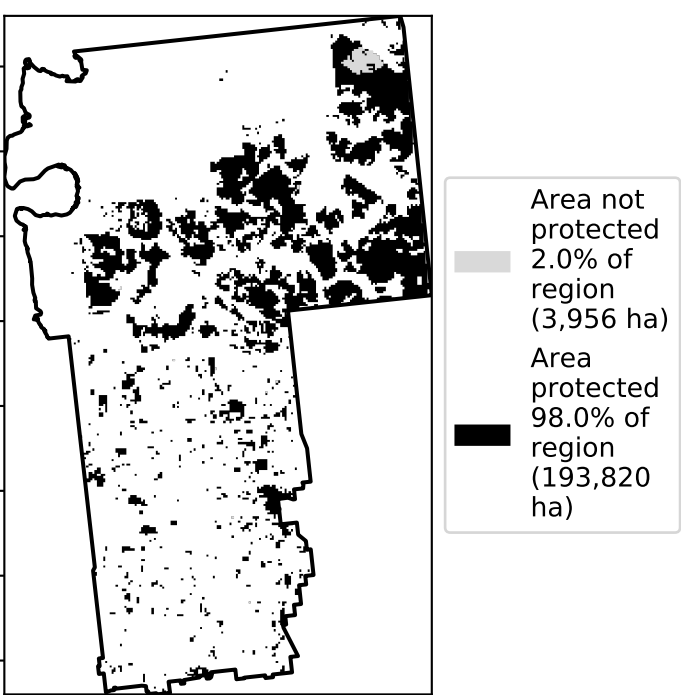 Area not
protected
2.0% of
region
(3,956 ha)
Area
protected
98.0% of
region
(193,820
ha)